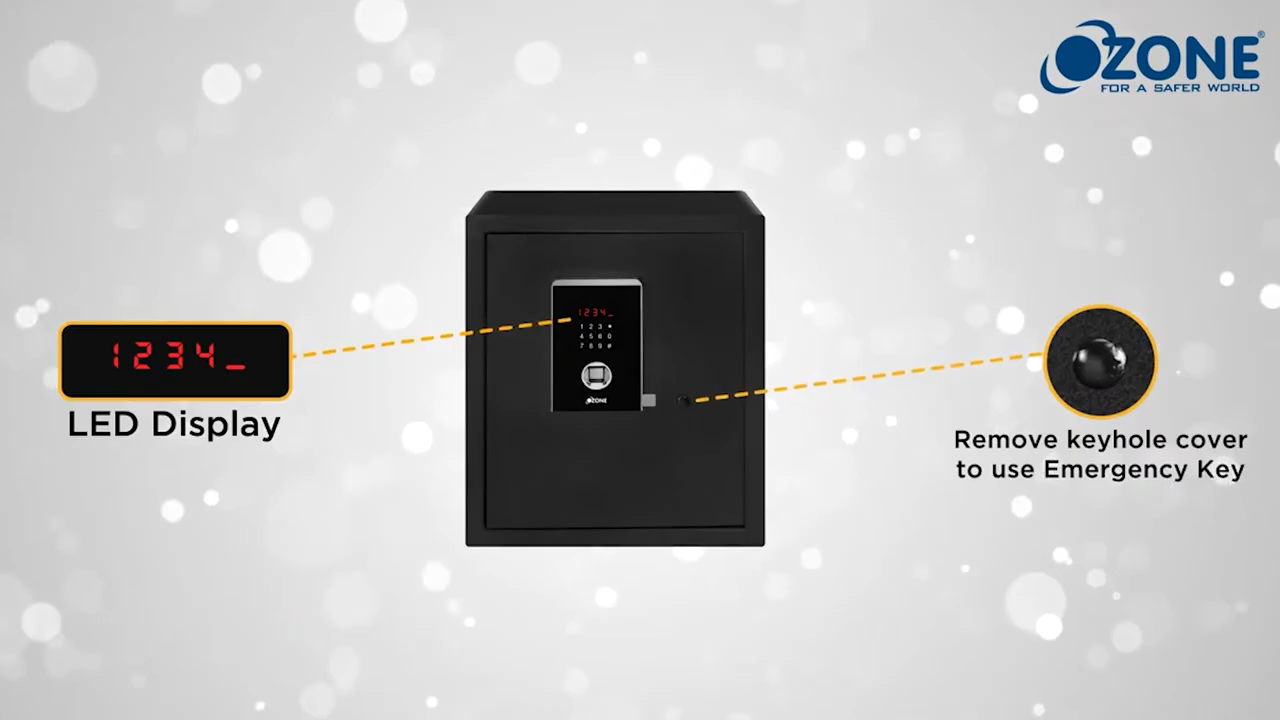 OZONE®
FOR A SAFER WORLD
1234_
1 2 3 *
4 5 6 0
7 8 9 #
OZONE
1234_
LED Display
Remove keyhole cover
to use Emergency Key